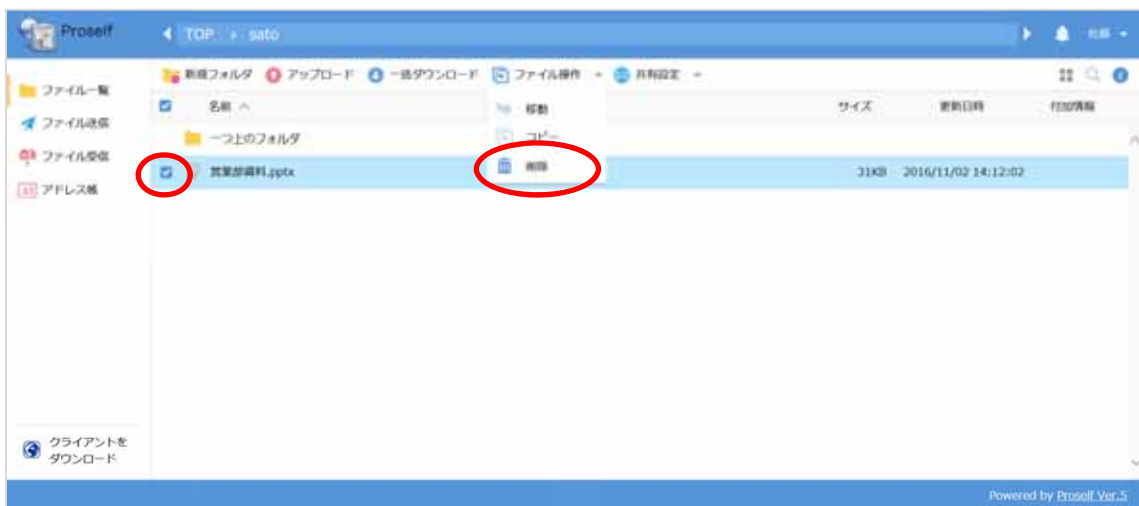 Proself
TOP › sato
新規フォルダ アップロード 一括ダウンロード ファイル操作 共有設定
ファイル一覧
ファイル送信
ファイル受信
アドレス帳
名前 サイズ 更新日時 付加情報
移動
コピー
削除
一つ上のフォルダ
営業部資料.pptx 31KB 2016/11/02 14:12:02
クライアントを
ダウンロード
Powered by Proself Ver.5